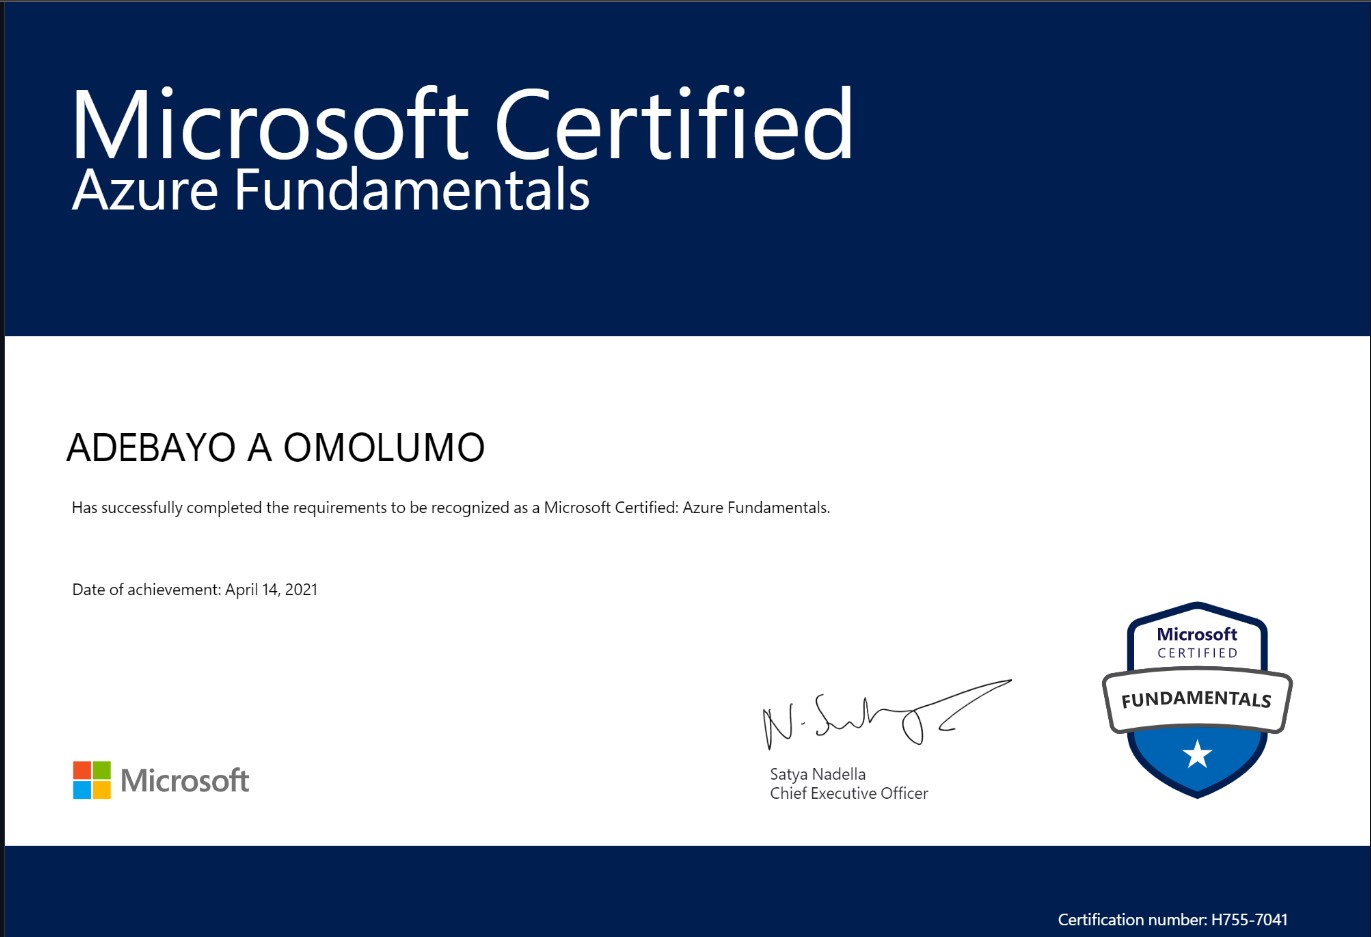 Microsoft Certified
Azure Fundamentals
ADEBAYO A OMOLUMO
Has successfully completed the requirements to be recognized as a Microsoft Certified: Azure Fundamentals.
Date of achievement: April 14, 2021
Microsoft
CERTIFIED
FUNDAMENTALS
Microsoft
Satya Nadella
Chief Executive Officer
Certification number: H755-7041